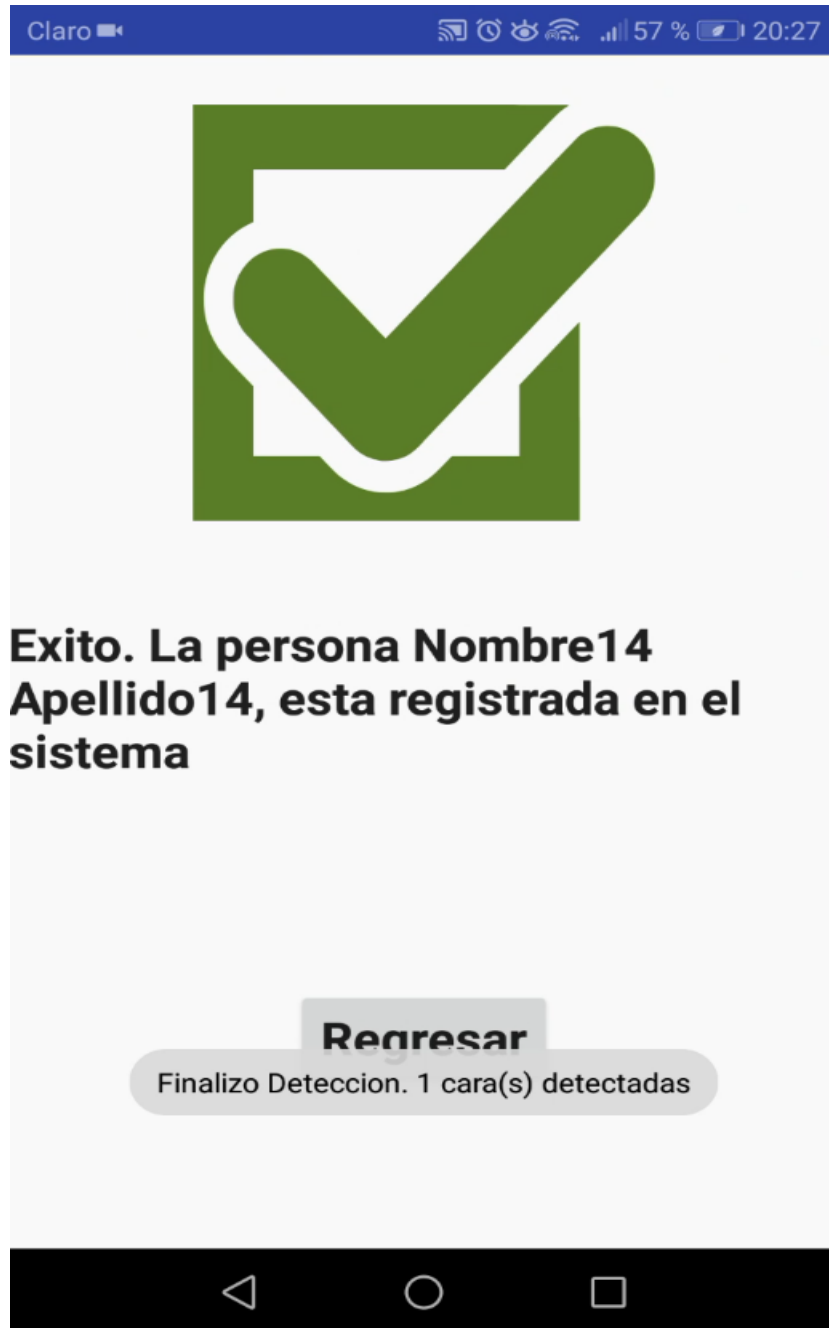 Claro 57 % 20:27
Exito. La persona Nombre14
Apellido14, esta registrada en el
sistema
Regresar
Finalizo Deteccion. 1 cara(s) detectadas